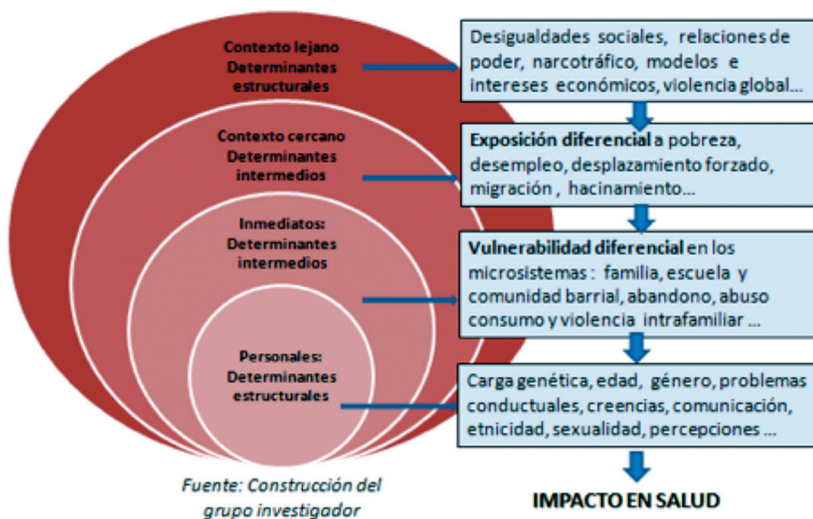 Contexto lejano
Determinantes
estructurales
Desigualdades sociales, relaciones de
poder, narcotráfico, modelos e
intereses económicos, violencia global...
Contexto cercano
Determinantes
intermedios
Exposición diferencial a pobreza,
desempleo, desplazamiento forzado,
migración , hacinamiento...
Inmediatos:
Determinantes
intermedios
Vulnerabilidad diferencial en los
microsistemas : familia, escuela y
comunidad barrial, abandono, abuso
consumo y violencia intrafamiliar ...
Personales:
Determinantes
estructurales
Carga genética, edad, género, problemas
conductuales, creencias, comunicación,
etnicidad, sexualidad, percepciones ...
Fuente: Construcción del
grupo investigador
IMPACTO EN SALUD